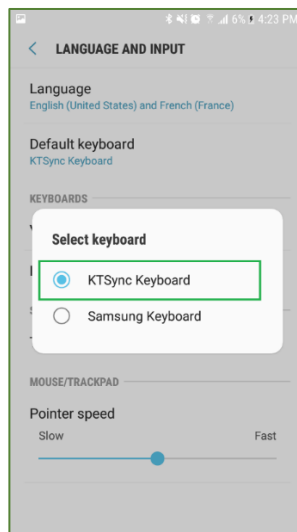 6% 4:23 PM
LANGUAGE AND INPUT
Language
English (United States) and French (France)
Default keyboard
KTSync Keyboard
KEYBOARDS
Select keyboard
KTSync Keyboard
Samsung Keyboard
MOUSE/TRACKPAD
Pointer speed
Slow Fast